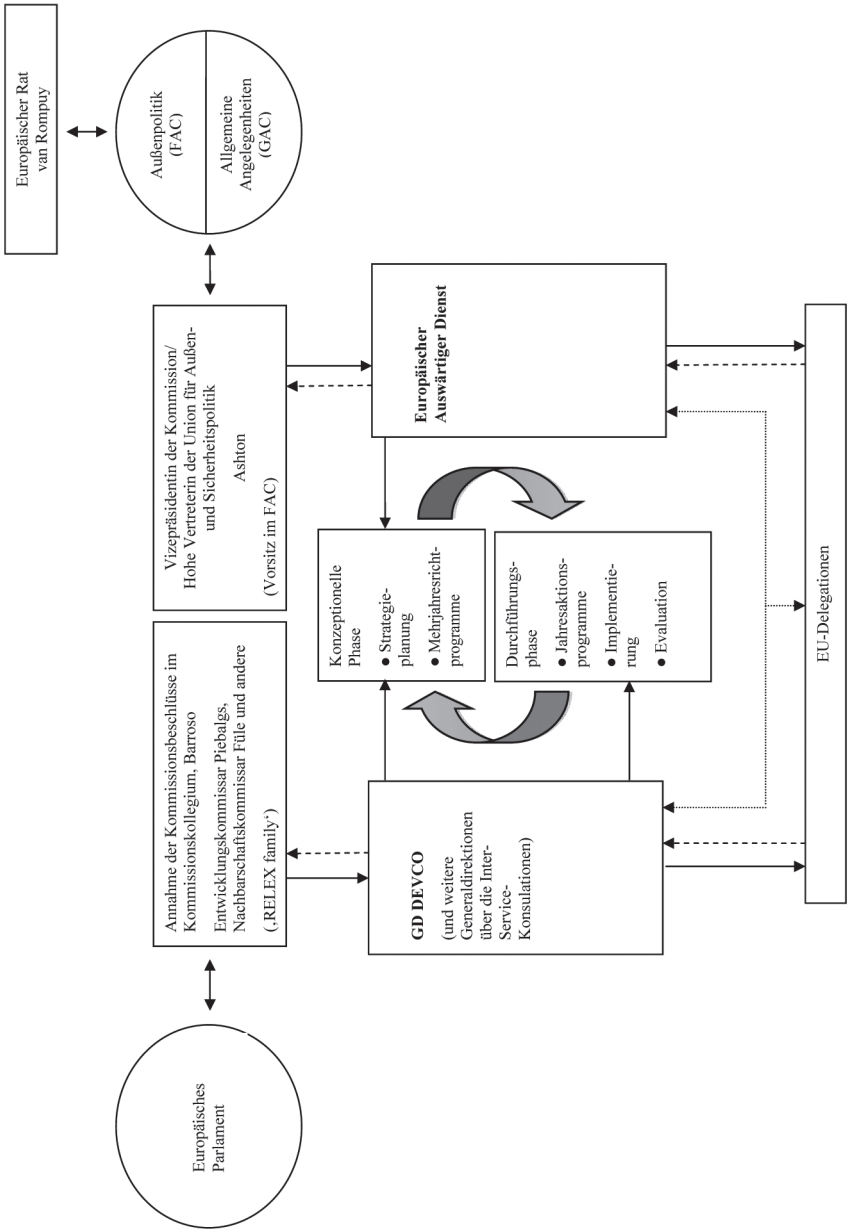 Europäischer Rat
van Rompuy
Außenpolitik
(FAC)
Allgemeine
Angelegenheiten
(GAC)
Vizepräsidentin der Kommission/
Hohe Vertreterin der Union für Außen-
und Sicherheitspolitik
Ashton
(Vorsitz im FAC)
Annahme der Kommissionsbeschlüsse im
Kommissionskollegium, Barroso
Entwicklungskommissar Piebalgs,
Nachbarschaftskommissar Füle und andere
(‚RELEX family‘)
Europäisches
Parlament
Europäischer
Auswärtiger Dienst
Konzeptionelle
Phase
● Strategie-
planung
● Mehrjahresricht-
programme
Durchführungs-
phase
● Jahresaktions-
programme
● Implementie-
rung
● Evaluation
GD DEVCO
(und weitere
Generaldirektionen
über die Inter-
Service-
Konsulationen)
EU-Delegationen